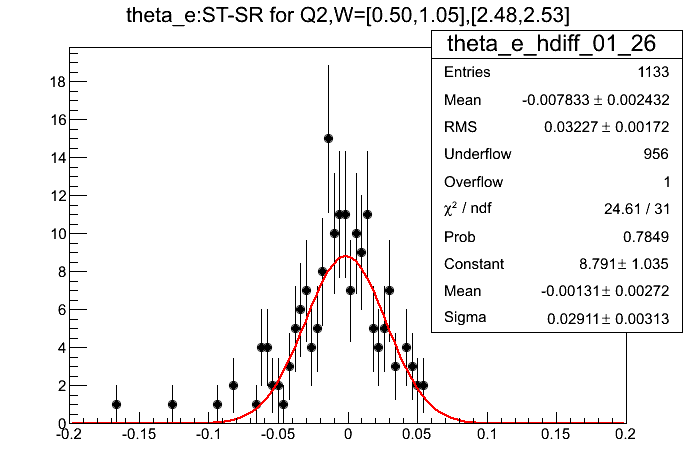 theta_e:ST-SR for Q2,W=[0.50,1.05],[2.48,2.53]
theta_e_hdiff_01_26
Entries 1133
Mean -0.007833 ± 0.002432
RMS 0.03227 ± 0.00172
Underflow 956
Overflow 1
χ² / ndf 24.61 / 31
Prob 0.7849
Constant 8.791 ± 1.035
Mean -0.00131 ± 0.00272
Sigma 0.02911 ± 0.00313
18
16
14
12
10
8
6
4
2
0
-0.2 -0.15 -0.1 -0.05 0 0.05 0.1 0.15 0.2